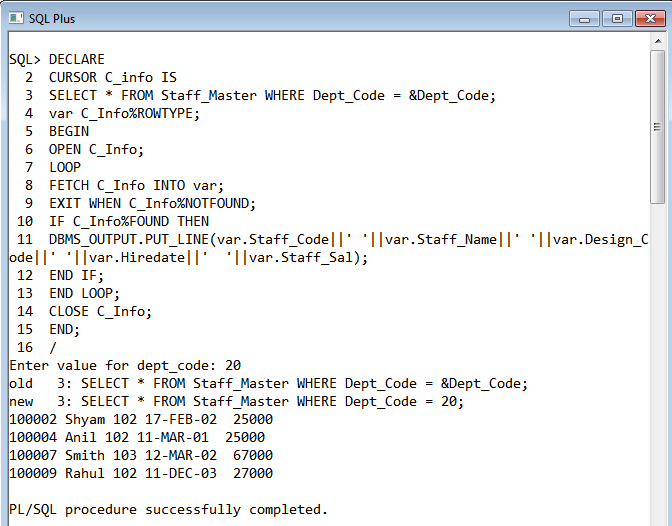 SQL Plus
SQL> DECLARE
  2  CURSOR C_info IS
  3  SELECT * FROM Staff_Master WHERE Dept_Code = &Dept_Code;
  4  var C_Info%ROWTYPE;
  5  BEGIN
  6  OPEN C_Info;
  7  LOOP
  8  FETCH C_Info INTO var;
  9  EXIT WHEN C_Info%NOTFOUND;
 10  IF C_Info%FOUND THEN
 11  DBMS_OUTPUT.PUT_LINE(var.Staff_Code||' '||var.Staff_Name||' '||var.Design_C
ode||' '||var.Hiredate||'  '||var.Staff_Sal);
 12  END IF;
 13  END LOOP;
 14  CLOSE C_Info;
 15  END;
 16  /
Enter value for dept_code: 20
old   3: SELECT * FROM Staff_Master WHERE Dept_Code = &Dept_Code;
new   3: SELECT * FROM Staff_Master WHERE Dept_Code = 20;
100002 Shyam 102 17-FEB-02  25000
100004 Anil 102 11-MAR-01  25000
100007 Smith 103 12-MAR-02  67000
100009 Rahul 102 11-DEC-03  27000
PL/SQL procedure successfully completed.